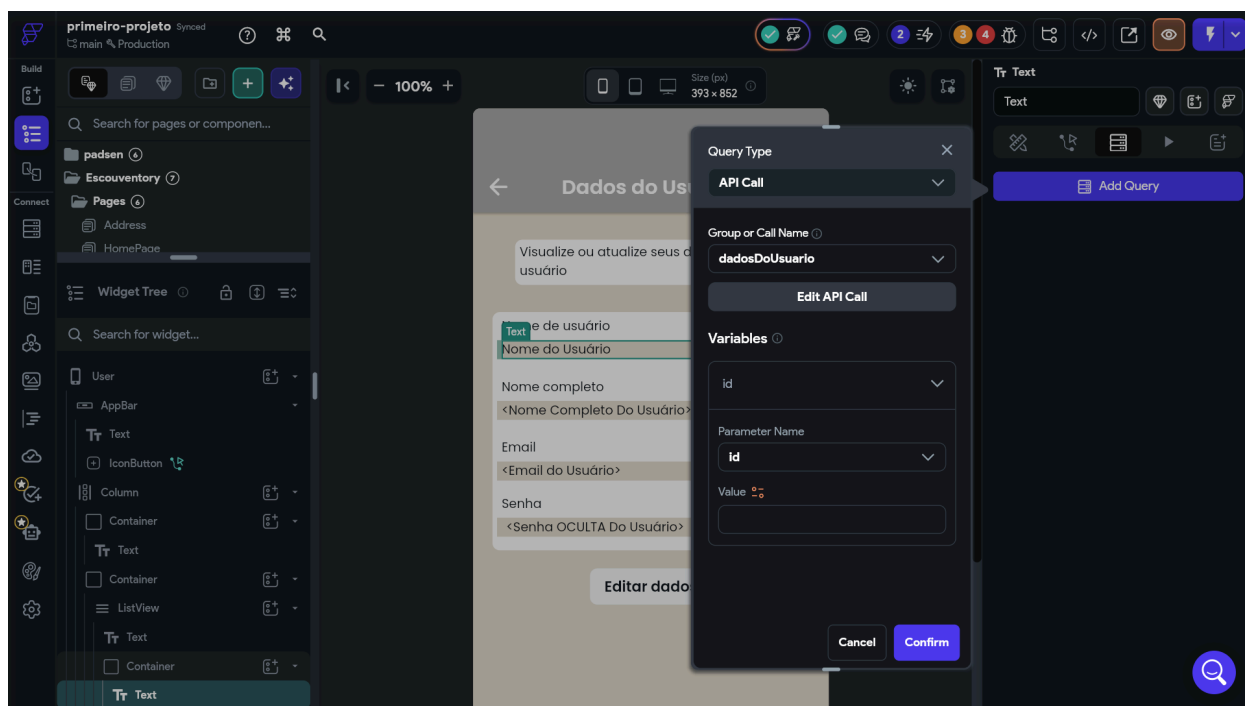 primeiro-projeto Synced
main Production
Build
Connect
Search for pages or componen...
padsen 6
Escouventory 7
Pages 6
Address
HomePage
Widget Tree
Search for widget...
User
AppBar
Text
IconButton
Column
Container
Text
Container
ListView
Text
Container
Text
100%
Size (px)
393 × 852
2
3
4
Dados do Us
Visualize ou atualize seus d
usuário
e de usuário
Text
Nome do Usuário
Nome completo
<Nome Completo Do Usuário>
Email
<Email do Usuário>
Senha
<Senha OCULTA Do Usuário>
Editar dado
Query Type
API Call
Group or Call Name
dadosDoUsuario
Edit API Call
Variables
id
Parameter Name
id
Value
Cancel
Confirm
Text
Text
Add Query